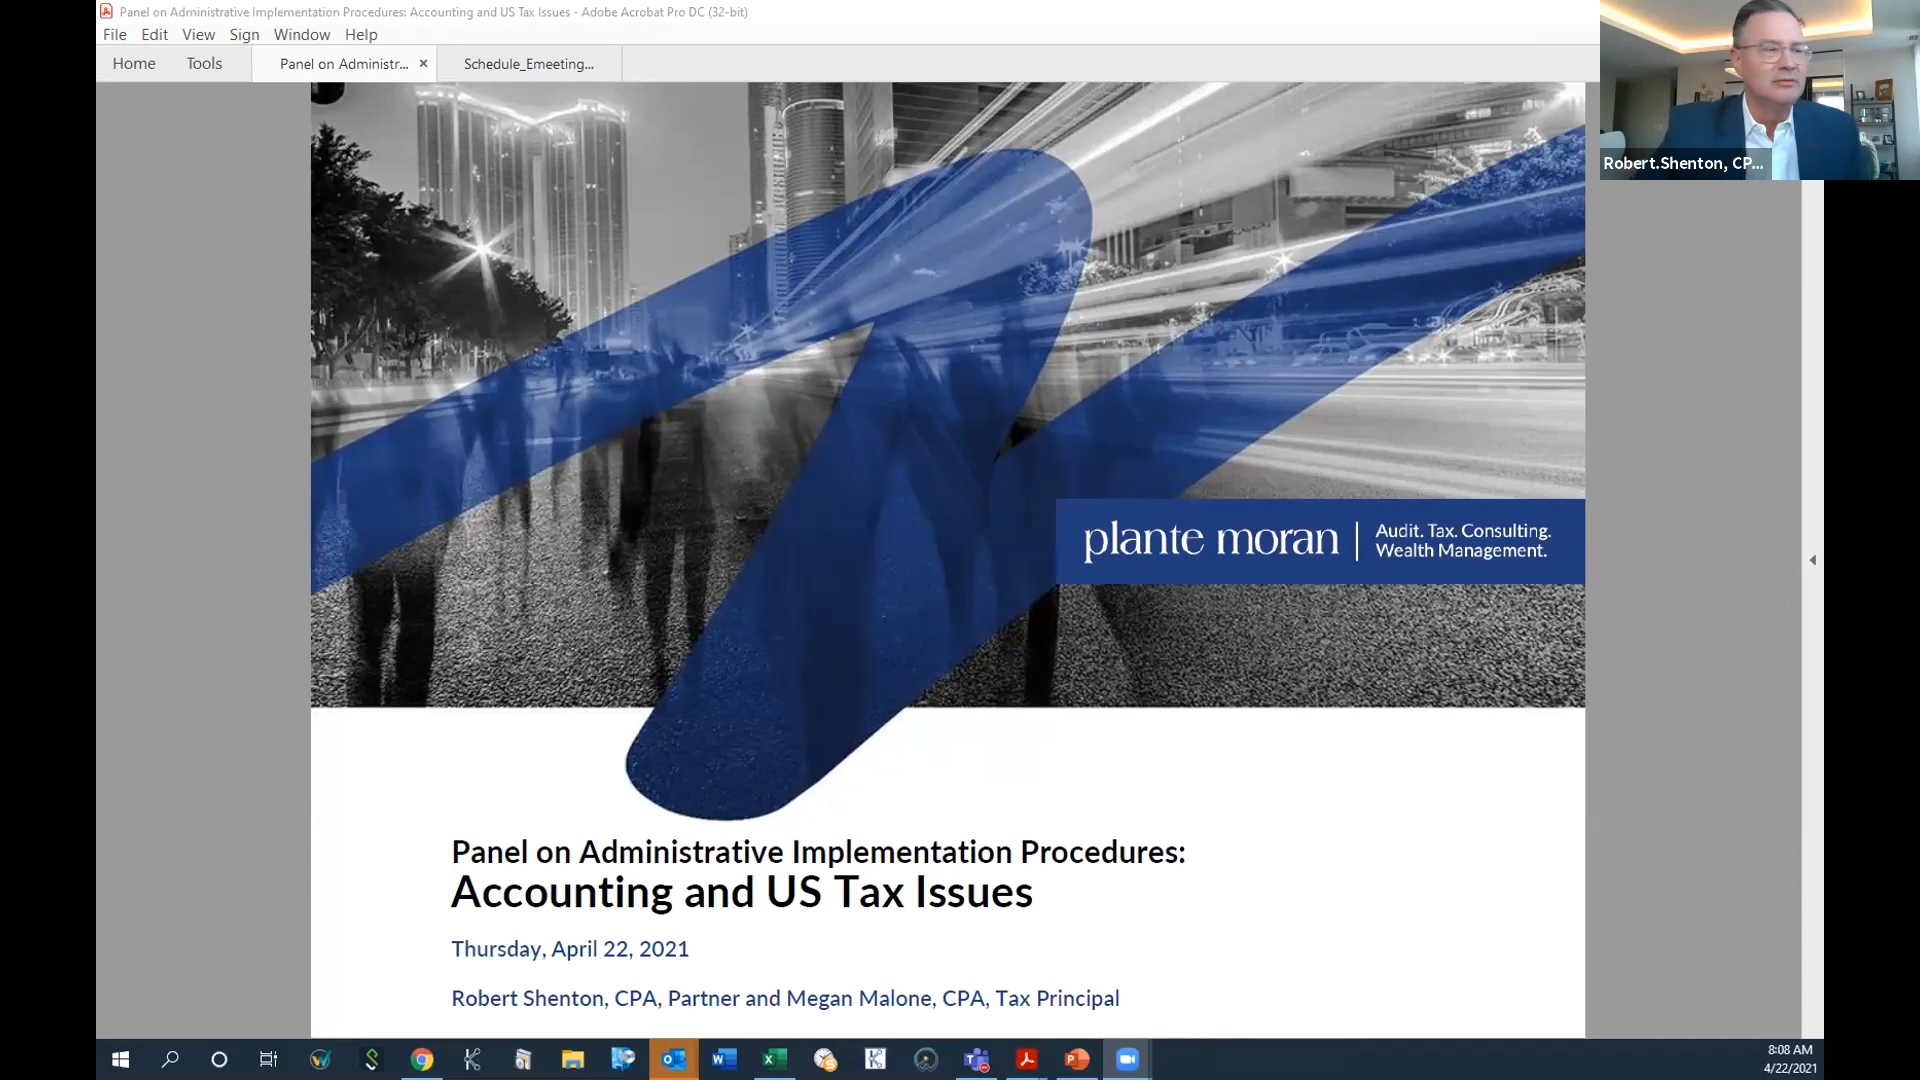 Panel on Administrative Implementation Procedures: Accounting and US Tax Issues - Adobe Acrobat Pro DC (32-bit)
File Edit View Sign Window Help
Home Tools Panel on Administr... × Schedule_Emeeting...
Robert.Shenton, CP...
plante moran
Audit. Tax. Consulting.
Wealth Management.
Panel on Administrative Implementation Procedures:
Accounting and US Tax Issues
Thursday, April 22, 2021
Robert Shenton, CPA, Partner and Megan Malone, CPA, Tax Principal
8:08 AM
4/22/2021